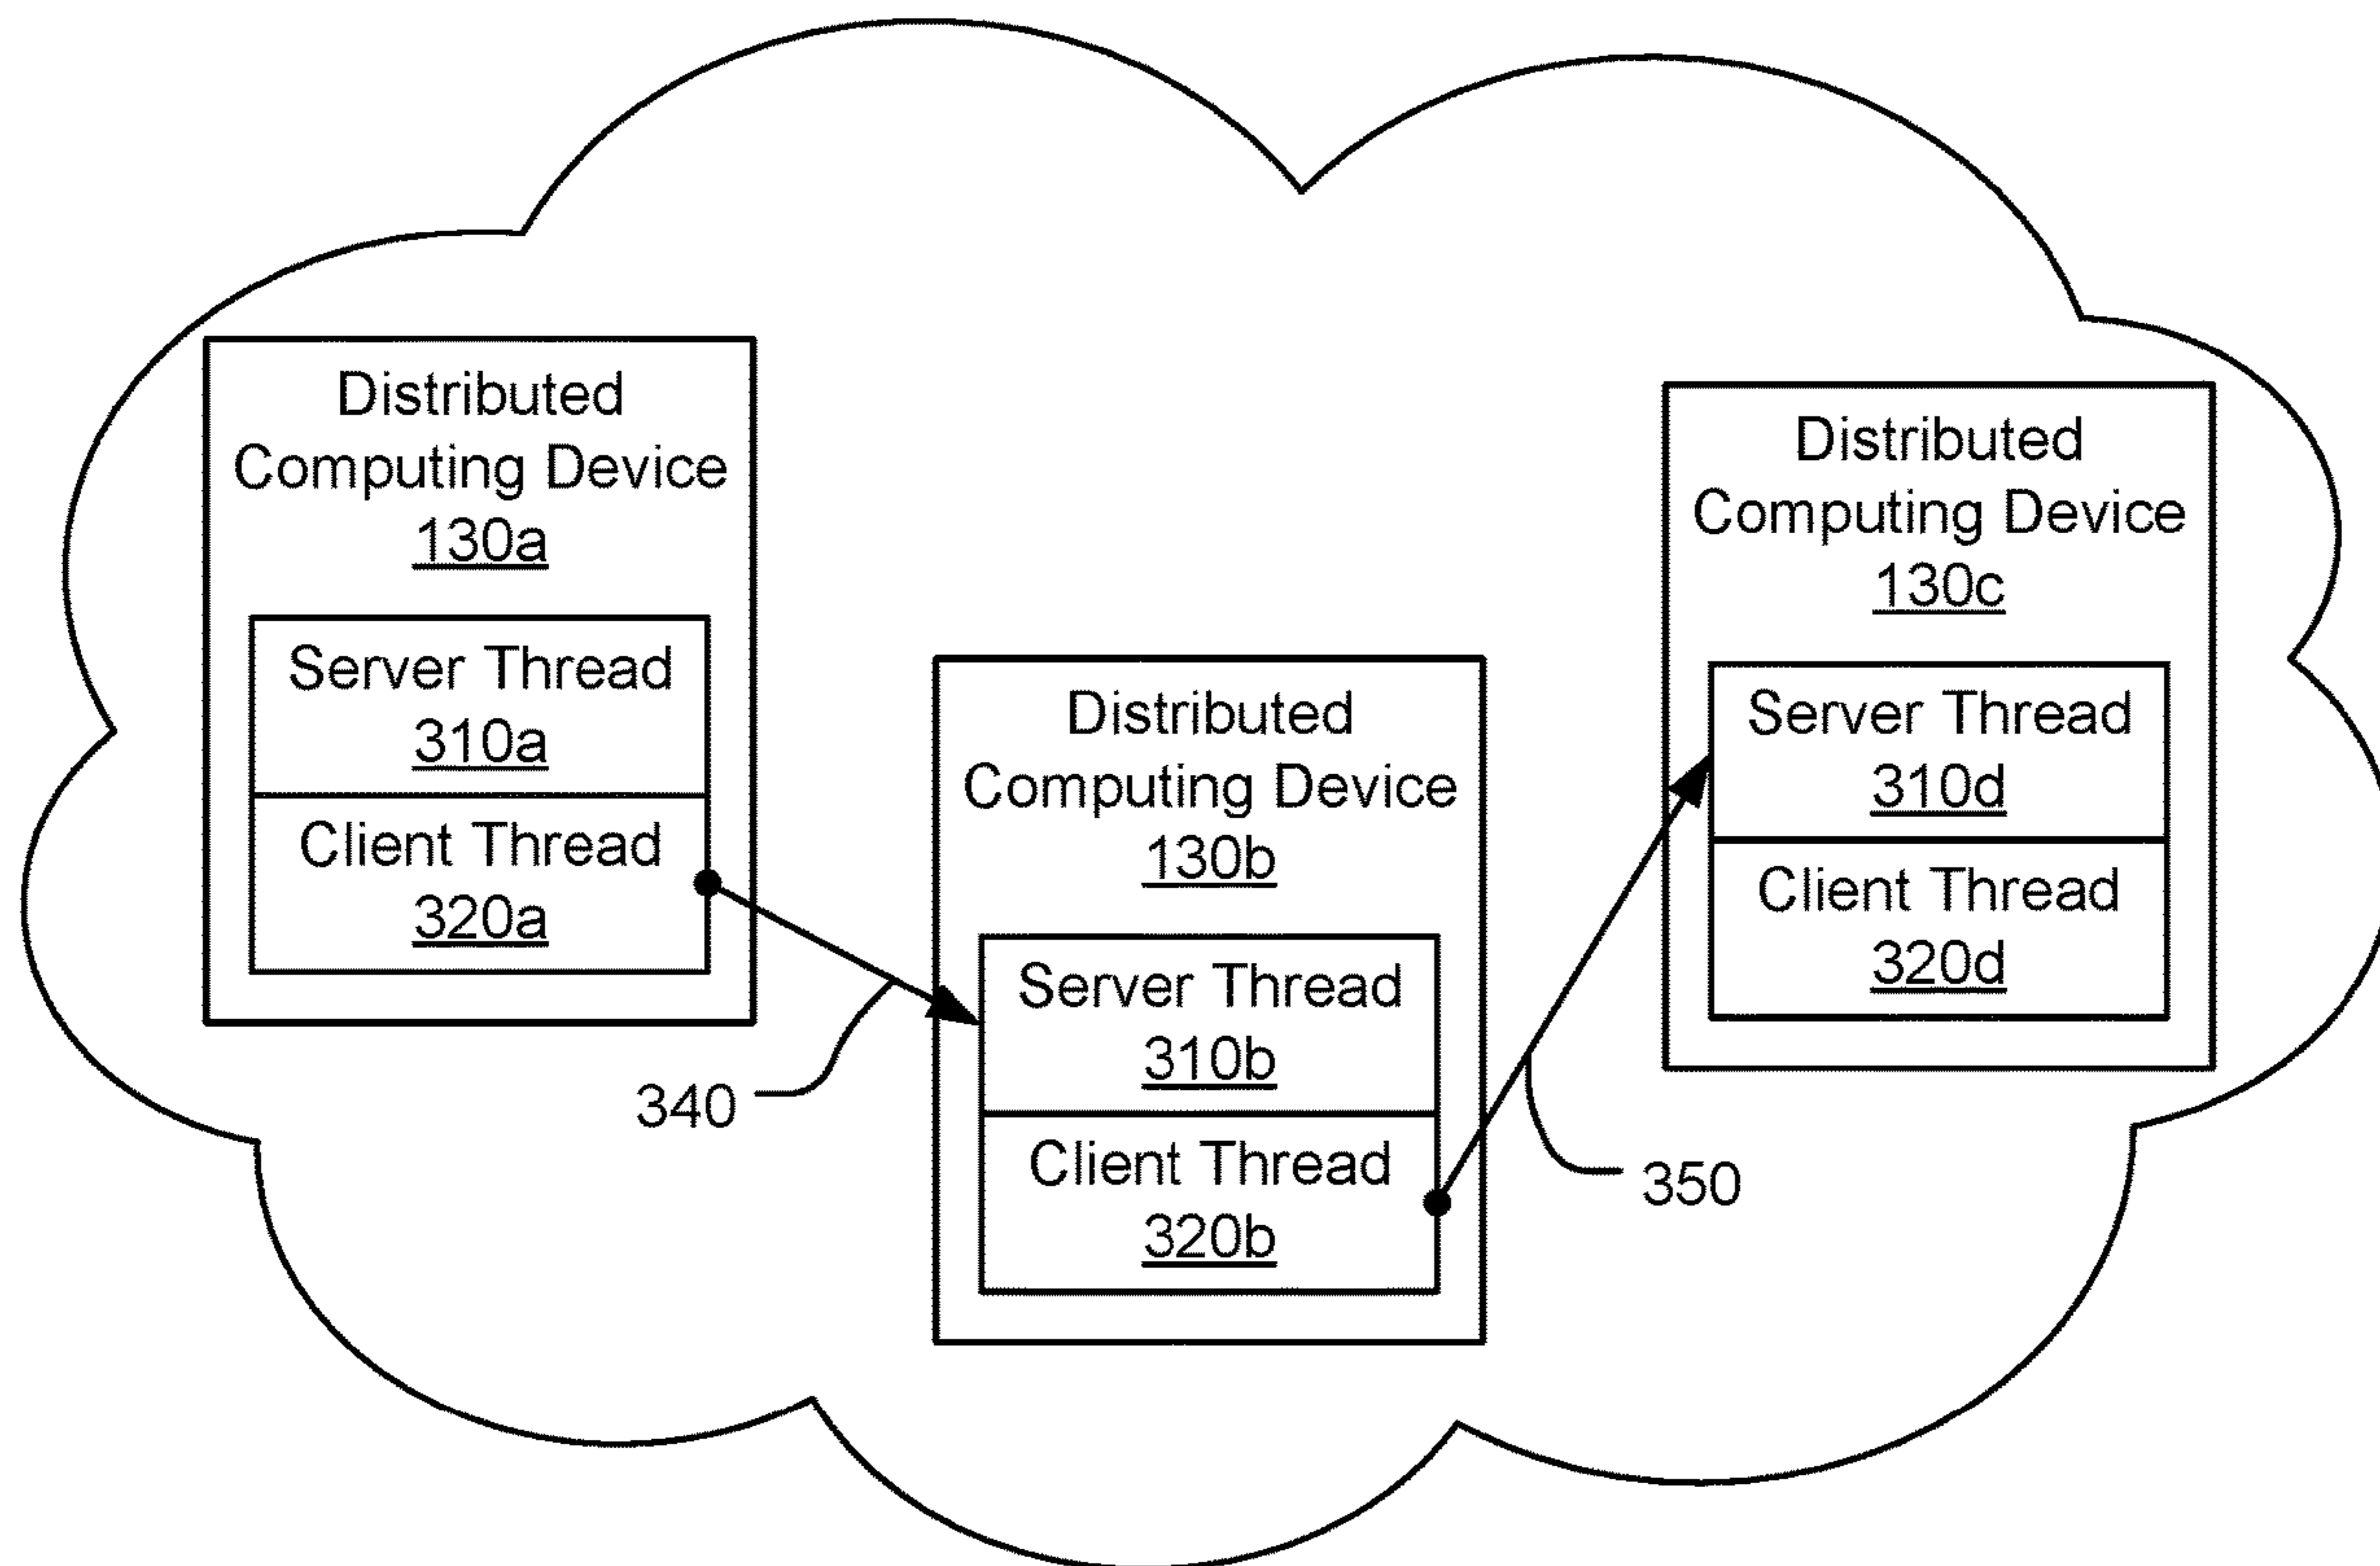 Distributed
Computing Device
130a
Server Thread
310a
Client Thread
320a
340
Distributed
Computing Device
130b
Server Thread
310b
Client Thread
320b
350
Distributed
Computing Device
130c
Server Thread
310d
Client Thread
320d